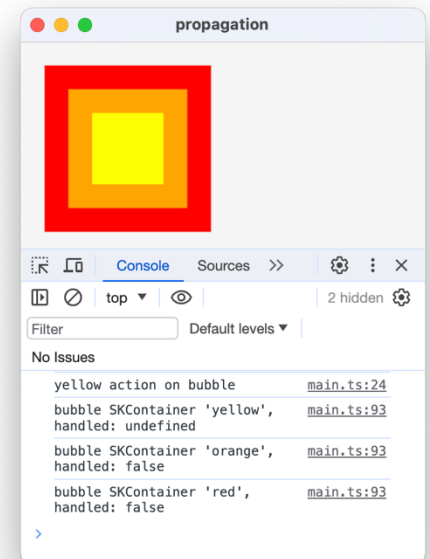 propagation
Console Sources
top ▼ 2 hidden
Filter Default levels ▼
No Issues
yellow action on bubble main.ts:24
bubble SKContainer 'yellow', main.ts:93
handled: undefined
bubble SKContainer 'orange', main.ts:93
handled: false
bubble SKContainer 'red', main.ts:93
handled: false